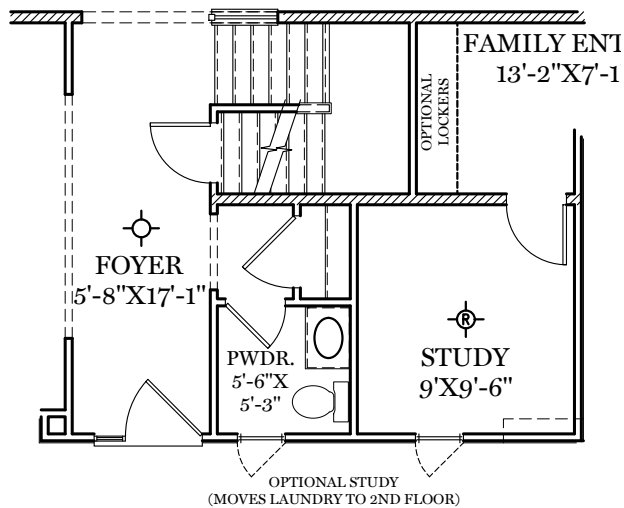 FAMILY ENT
13'-2"X7'-1
OPTIONAL
LOCKERS
FOYER
5'-8"X17'-1"
R
STUDY
9'X9'-6"
PWDR.
5'-6"X
5'-3"
OPTIONAL STUDY
(MOVES LAUNDRY TO 2ND FLOOR)